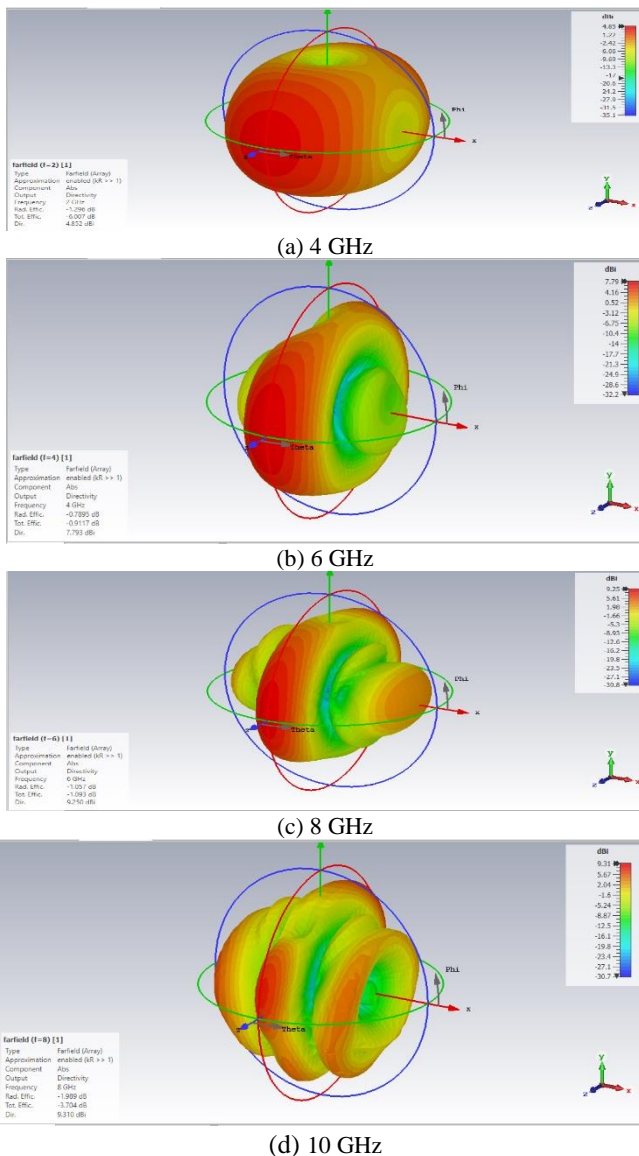 dBi
4.85
1.22
-2.42
-6.06
-9.69
-13.3
-17
-20.6
-24.2
-27.9
-31.5
-35.1
Phi
x
z
Theta
farfield (f=2) [1]
Type Farfield (Array)
Approximation enabled (kR >> 1)
Component Abs
Output Directivity
Frequency 2 GHz
Rad. Effic. -1.296 dB
Tot. Effic. -6.007 dB
Dir. 4.852 dBi
y
z
x
(a) 4 GHz
dBi
7.79
4.16
0.52
-3.12
-6.75
-10.4
-14
-17.7
-21.3
-24.9
-28.6
-32.2
Phi
x
z
Theta
farfield (f=4) [1]
Type Farfield (Array)
Approximation enabled (kR >> 1)
Component Abs
Output Directivity
Frequency 4 GHz
Rad. Effic. -0.7895 dB
Tot. Effic. -0.9117 dB
Dir. 7.793 dBi
y
z
x
(b) 6 GHz
dBi
9.25
5.61
1.98
-1.66
-5.3
-8.93
-12.6
-16.2
-19.8
-23.5
-27.1
-30.8
Phi
x
z
Theta
farfield (f=6) [1]
Type Farfield (Array)
Approximation enabled (kR >> 1)
Component Abs
Output Directivity
Frequency 6 GHz
Rad. Effic. -1.057 dB
Tot. Effic. -1.093 dB
Dir. 9.250 dBi
y
z
x
(c) 8 GHz
dBi
9.31
5.67
2.04
-1.6
-5.24
-8.87
-12.5
-16.1
-19.8
-23.4
-27.1
-30.7
Phi
x
z
Theta
farfield (f=8) [1]
Type Farfield (Array)
Approximation enabled (kR >> 1)
Component Abs
Output Directivity
Frequency 8 GHz
Rad. Effic. -1.989 dB
Tot. Effic. -3.704 dB
Dir. 9.310 dBi
y
z
x
(d) 10 GHz